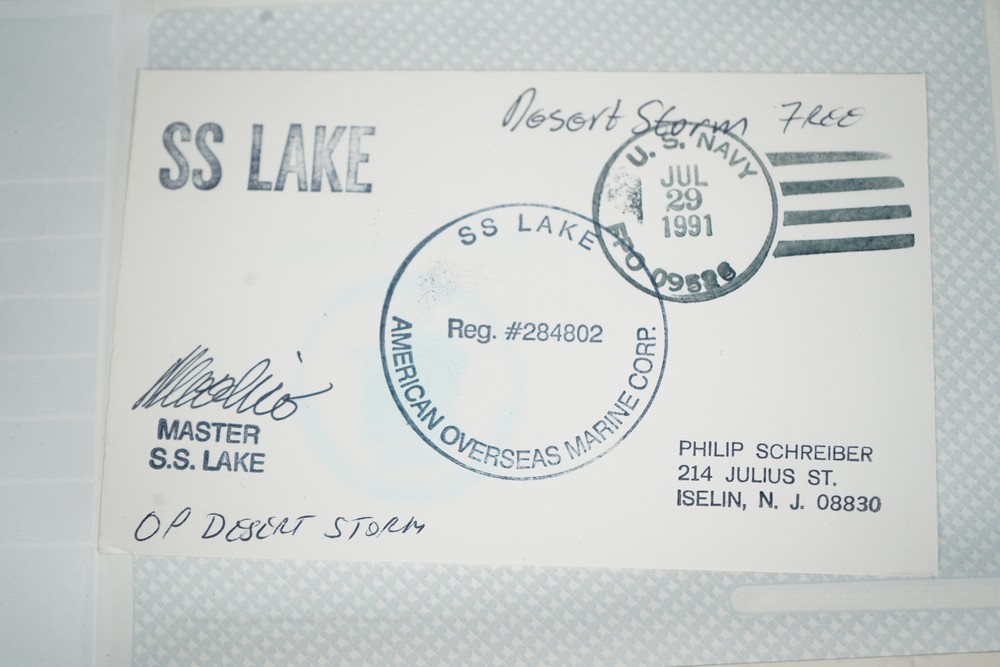 SS LAKE
Desert Storm FREE
U. S. NAVY
JUL
29
1991
FPO 09526
SS LAKE
Reg. #284802
AMERICAN OVERSEAS MARINE CORP.
MASTER
S.S. LAKE
OP DESERT STORM
PHILIP SCHREIBER
214 JULIUS ST.
ISELIN, N. J. 08830